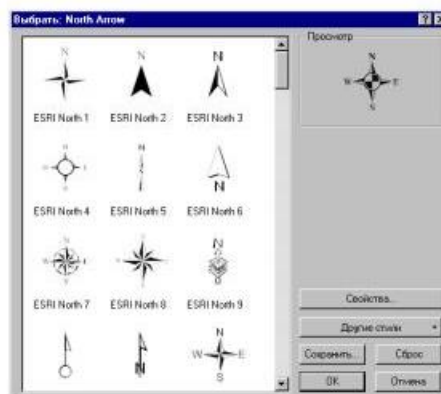 Выбрать: North Arrow
Просмотр
N
N
N
N
W E
S
ESRI North 1
ESRI North 2
ESRI North 3
N
N
ESRI North 4
ESRI North 5
ESRI North 6
N
N
N
ESRI North 7
ESRI North 8
ESRI North 9
Свойства...
Другие стили
N
N
W E
S
Сохранить...
Сброс
OK
Отмена